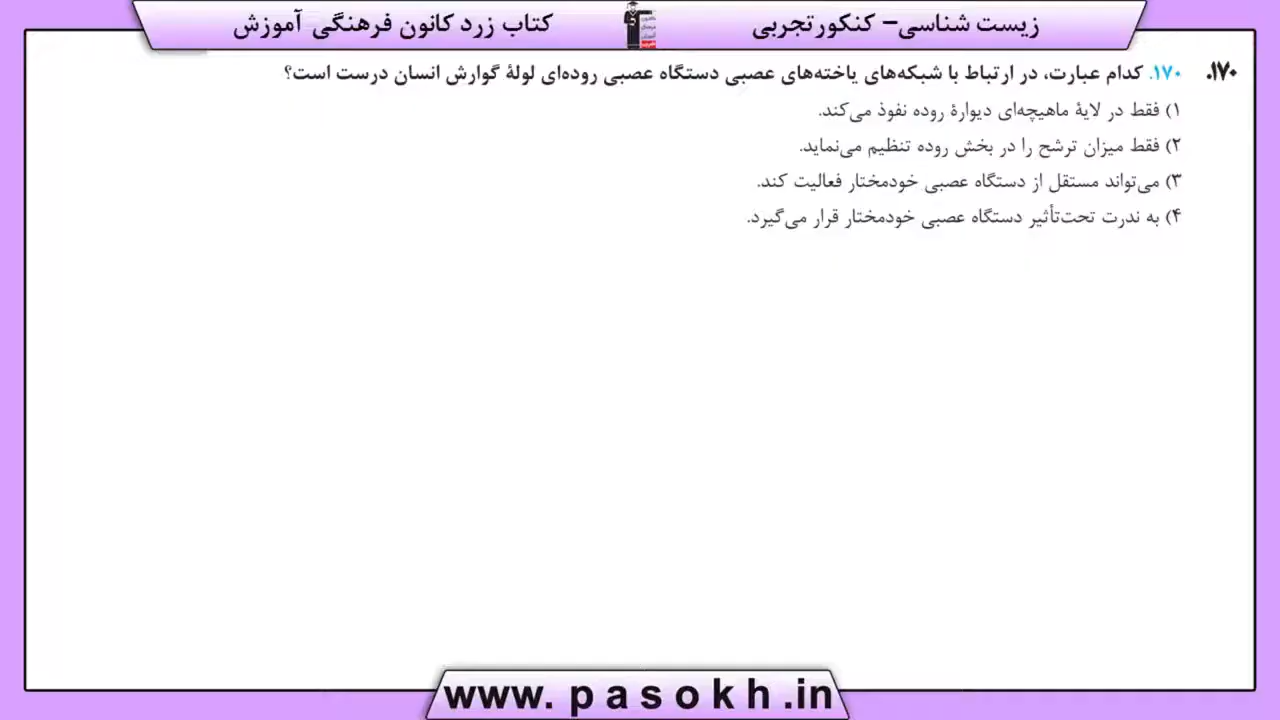 زیست شناسی- کنکورتجربی
کتاب زرد کانون فرهنگی آموزش
۱۷۰. ۱۷۰. کدام عبارت، در ارتباط با شبکه‌های یاخته‌های عصبی دستگاه عصبی روده‌ای لولهٔ گوارش انسان درست است؟
۱) فقط در لایهٔ ماهیچه‌ای دیوارهٔ روده نفوذ می‌کند.
۲) فقط میزان ترشح را در بخش روده تنظیم می‌نماید.
۳) می‌تواند مستقل از دستگاه عصبی خودمختار فعالیت کند.
۴) به ندرت تحت‌تأثیر دستگاه عصبی خودمختار قرار می‌گیرد.
www. p a s o k h .in